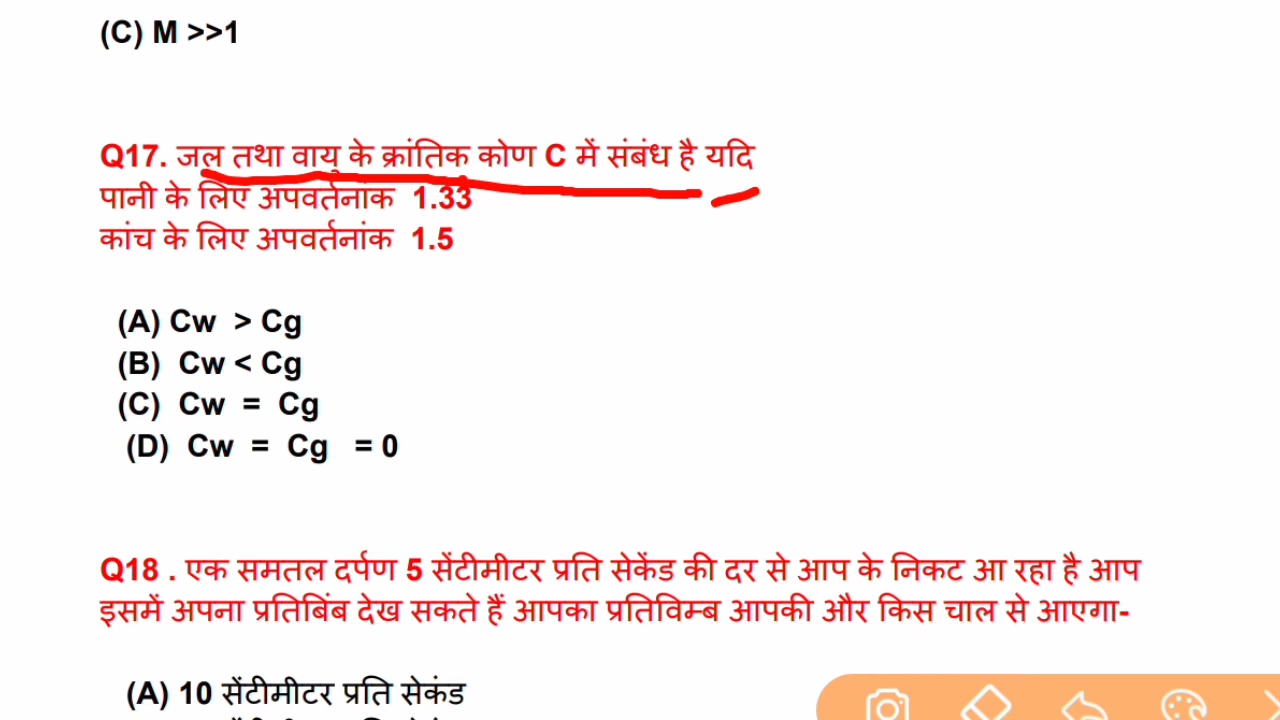 (C) M >>1
Q17. जल तथा वायु के क्रांतिक कोण C में संबंध है यदि
पानी के लिए अपवर्तनांक 1.33
कांच के लिए अपवर्तनांक 1.5
(A) Cw > Cg
(B) Cw < Cg
(C) Cw = Cg
(D) Cw = Cg = 0
Q18 . एक समतल दर्पण 5 सेंटीमीटर प्रति सेकेंड की दर से आप के निकट आ रहा है आप
इसमें अपना प्रतिबिंब देख सकते हैं आपका प्रतिविम्ब आपकी और किस चाल से आएगा-
(A) 10 सेंटीमीटर प्रति सेकंड